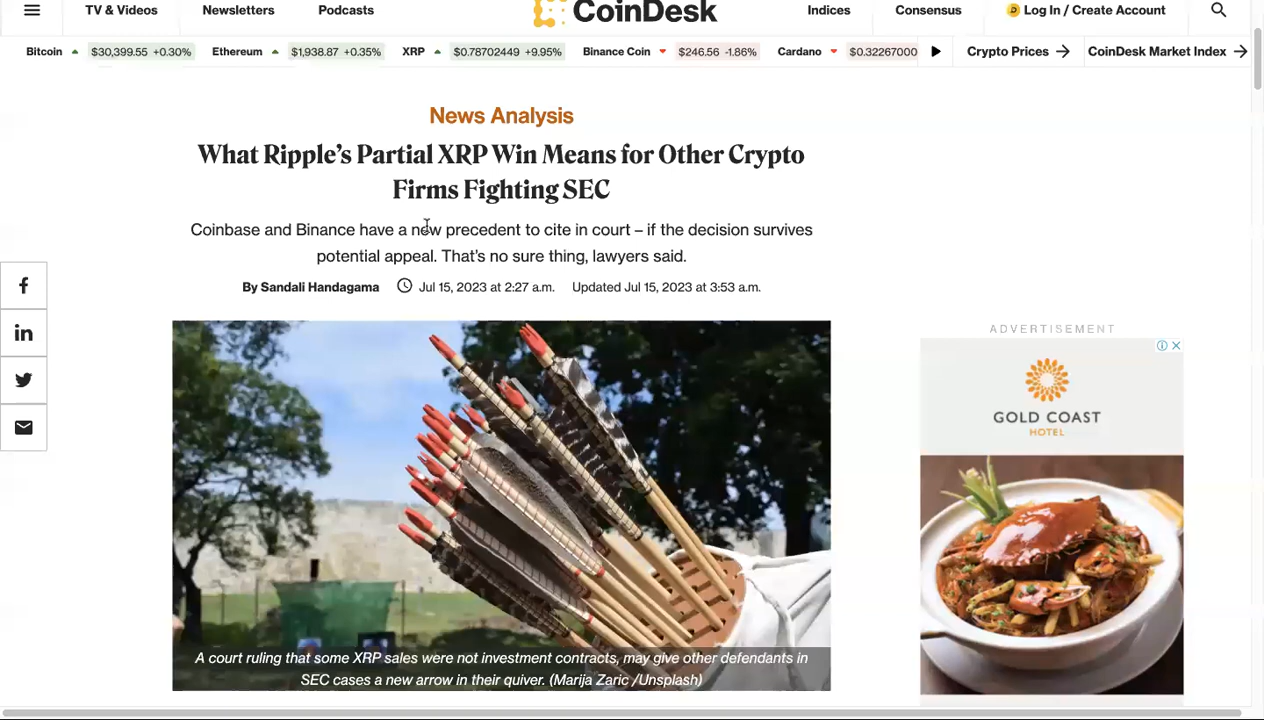 TV & Videos Newsletters Podcasts CoinDesk Indices Consensus Log In / Create Account
Bitcoin $30,399.55 +0.30% Ethereum $1,938.87 +0.35% XRP $0.78702449 +9.95% Binance Coin $246.56 -1.86% Cardano $0.32267000 Crypto Prices → CoinDesk Market Index →
News Analysis
What Ripple's Partial XRP Win Means for Other Crypto
Firms Fighting SEC
Coinbase and Binance have a new precedent to cite in court – if the decision survives
potential appeal. That's no sure thing, lawyers said.
By Sandali Handagama Jul 15, 2023 at 2:27 a.m. Updated Jul 15, 2023 at 3:53 a.m.
A court ruling that some XRP sales were not investment contracts, may give other defendants in
SEC cases a new arrow in their quiver. (Marija Zaric /Unsplash)
ADVERTISEMENT
GOLD COAST
HOTEL